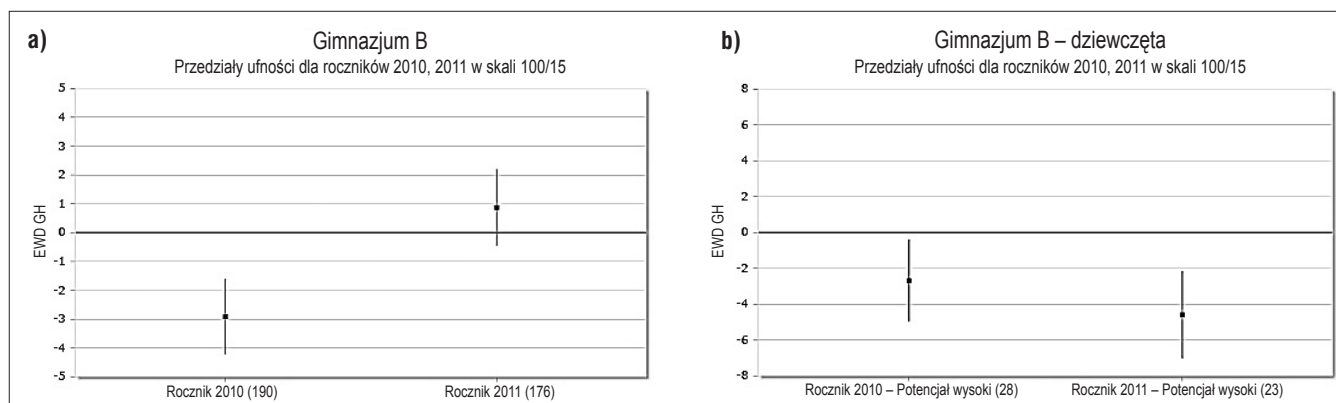 a)
Gimnazjum B
Przedziały ufności dla roczników 2010, 2011 w skali 100/15
5
4
3
2
1
0
-1
-2
-3
-4
-5
EWD GH
Rocznik 2010 (190)
Rocznik 2011 (176)
b)
Gimnazjum B – dziewczęta
Przedziały ufności dla roczników 2010, 2011 w skali 100/15
8
6
4
2
0
-2
-4
-6
-8
EWD GH
Rocznik 2010 – Potencjał wysoki (28)
Rocznik 2011 – Potencjał wysoki (23)